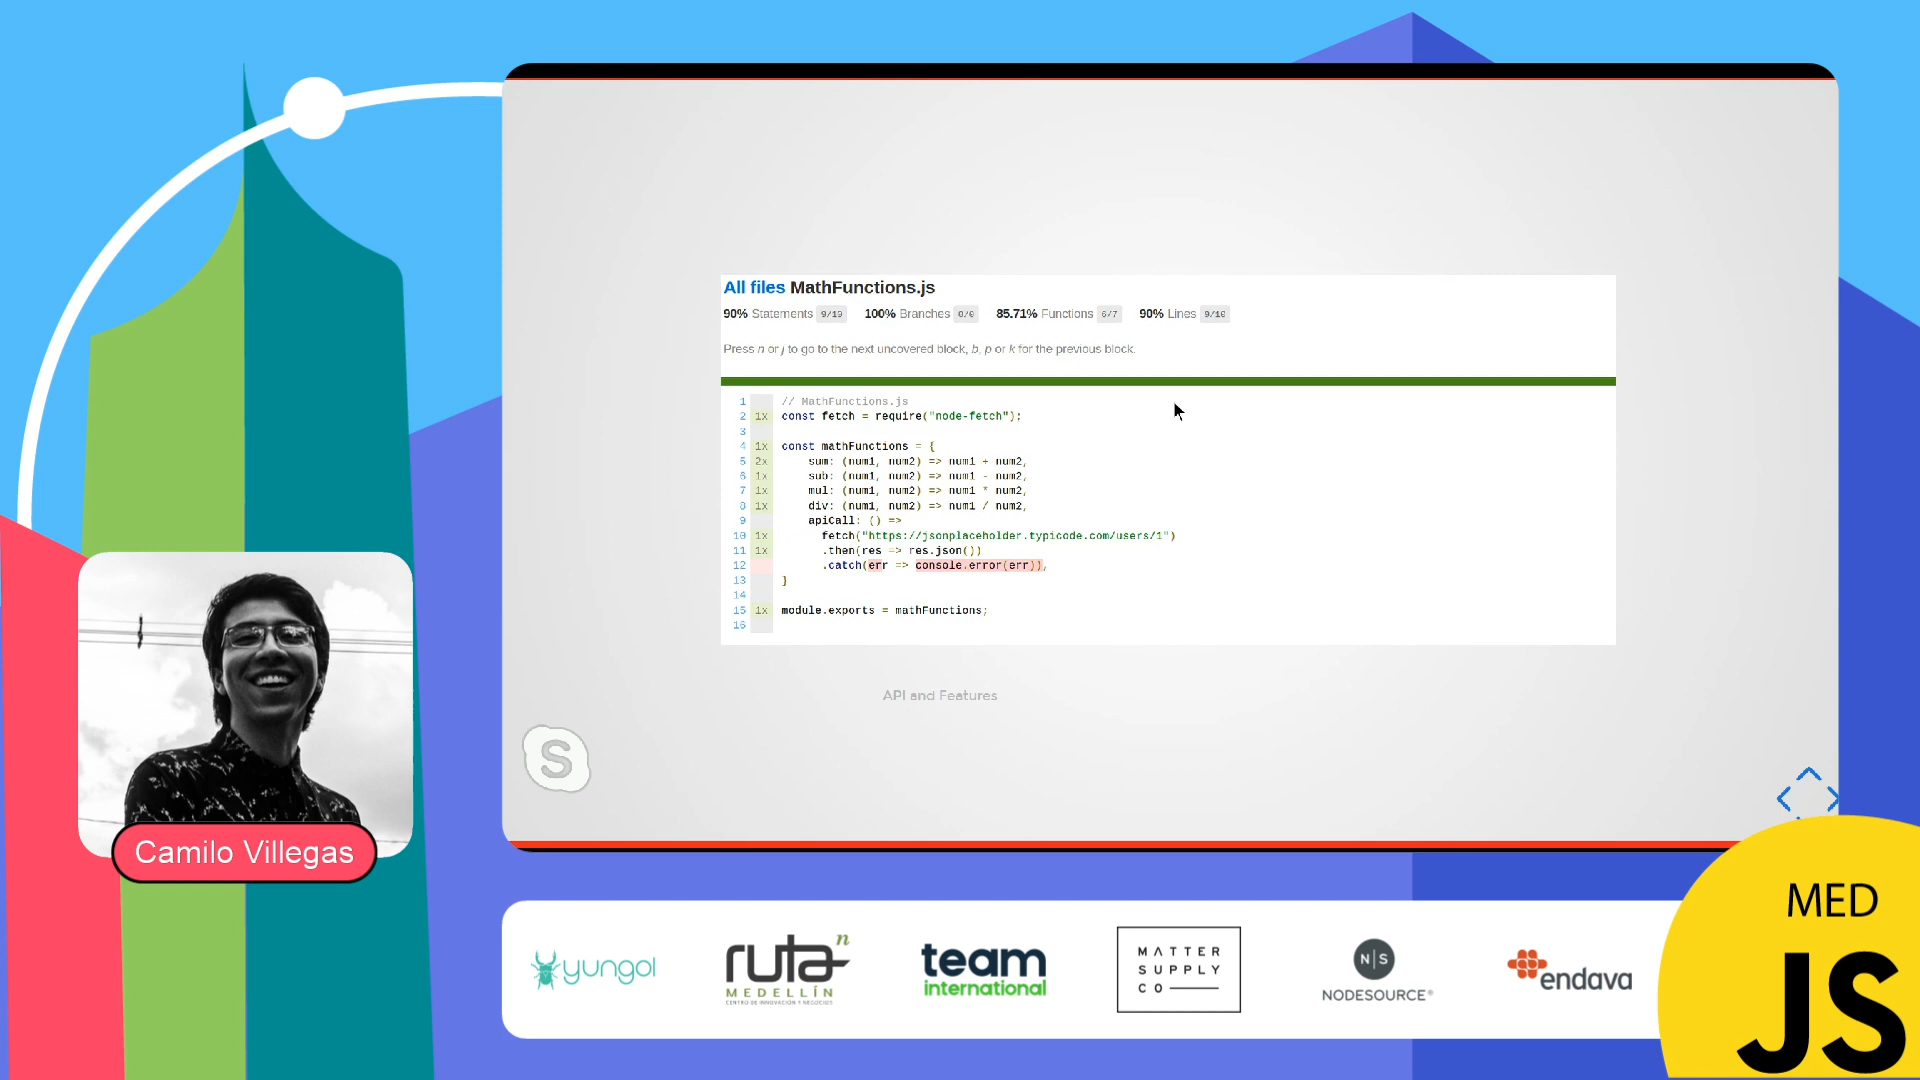 All files MathFunctions.js
90% Statements 9/10 100% Branches 0/0 85.71% Functions 6/7 90% Lines 9/10
Press n or j to go to the next uncovered block, b, p or k for the previous block.
1 // MathFunctions.js
2 1x const fetch = require("node-fetch");
3
4 1x const mathFunctions = {
5 2x sum: (num1, num2) => num1 + num2,
6 1x sub: (num1, num2) => num1 - num2,
7 1x mul: (num1, num2) => num1 * num2,
8 1x div: (num1, num2) => num1 / num2,
9 apiCall: () =>
10 1x fetch("https://jsonplaceholder.typicode.com/users/1")
11 1x .then(res => res.json())
12 .catch(err => console.error(err)),
13 }
14
15 1x module.exports = mathFunctions;
16
API and Features
S
Camilo Villegas
yungol
ruta n
MEDELLÍN
CENTRO DE INNOVACIÓN Y NEGOCIOS
team
international
MATTER
SUPPLY
CO
N|S
NODESOURCE®
endava
MED
JS